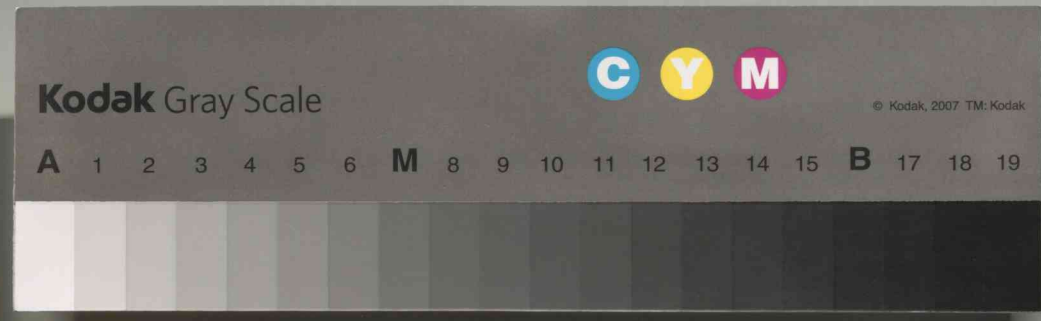 C Y M
Kodak Gray Scale
© Kodak, 2007 TM: Kodak
A 1 2 3 4 5 6 M 8 9 10 11 12 13 14 15 B 17 18 19